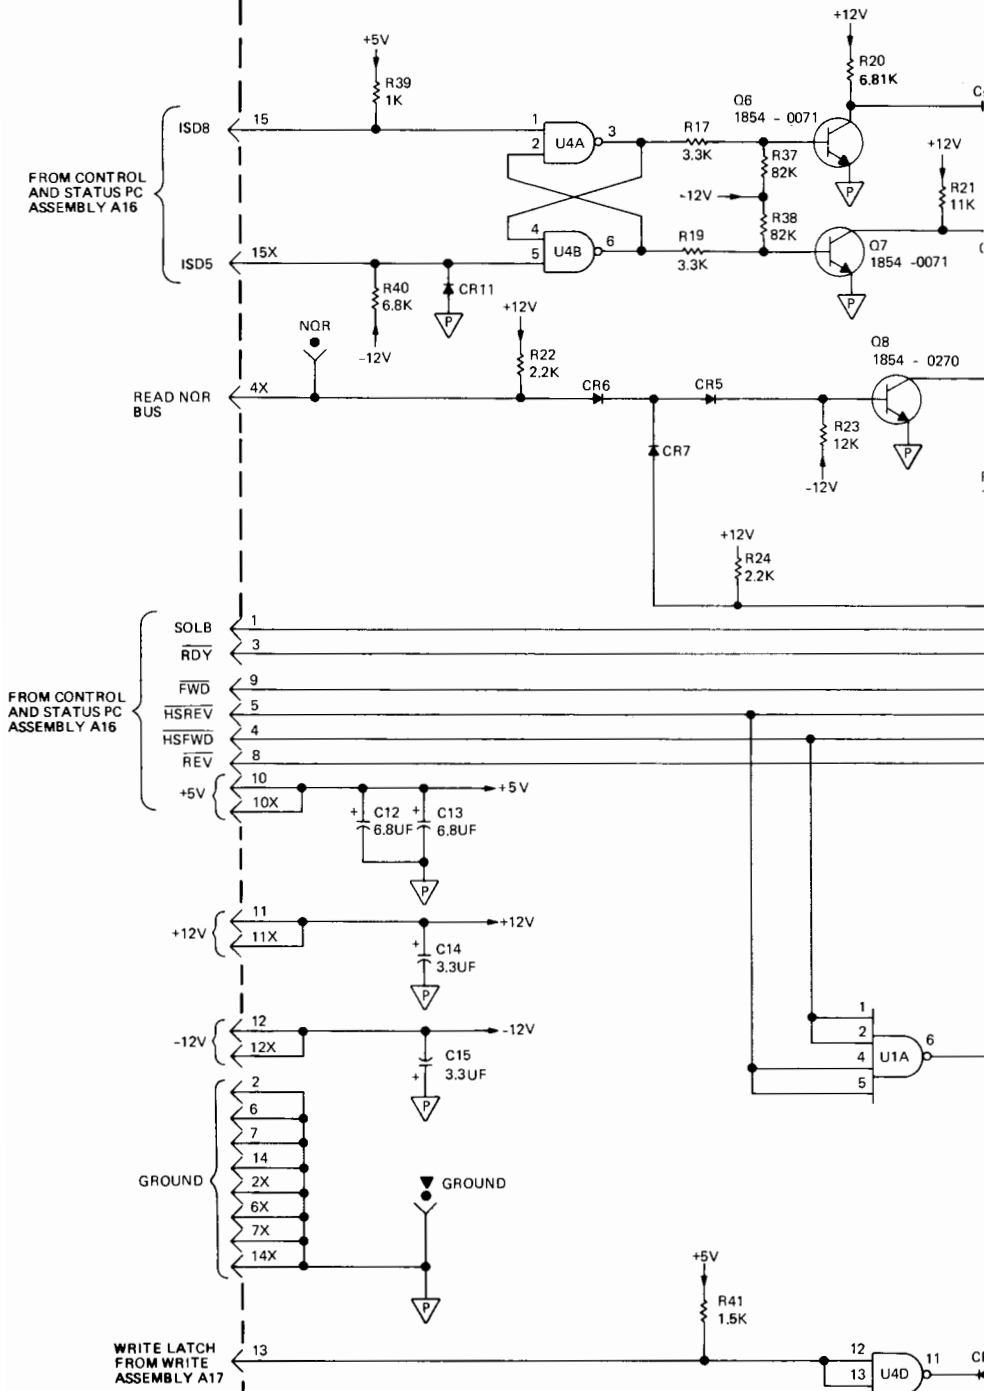 +12V
+5V
R20
6.81K
R39
1K
Q6
1854 - 0071
ISD8
15
1
2
U4A
3
R17
3.3K
R37
82K
+12V
P
R21
11K
FROM CONTROL
AND STATUS PC
ASSEMBLY A16
-12V
R38
82K
4
5
U4B
6
R19
3.3K
Q7
1854 -0071
ISD5
15X
R40
6.8K
CR11
P
P
-12V
+12V
NQR
R22
2.2K
Q8
1854 - 0270
READ NQR
BUS
4X
CR6
CR5
CR7
R23
12K
P
-12V
+12V
R24
2.2K
SOLB
1
RDY
3
FWD
9
FROM CONTROL
AND STATUS PC
ASSEMBLY A16
HSREV
5
HSFWD
4
REV
8
+5V
10
10X
+5V
+
C12
6.8UF
+
C13
6.8UF
P
+12V
11
11X
+12V
+
C14
3.3UF
P
-12V
12
12X
-12V
C15
3.3UF
+
P
1
2
4
5
U1A
6
GROUND
2
6
7
14
2X
6X
7X
14X
GROUND
P
+5V
R41
1.5K
WRITE LATCH
FROM WRITE
ASSEMBLY A17
13
12
13
U4D
11